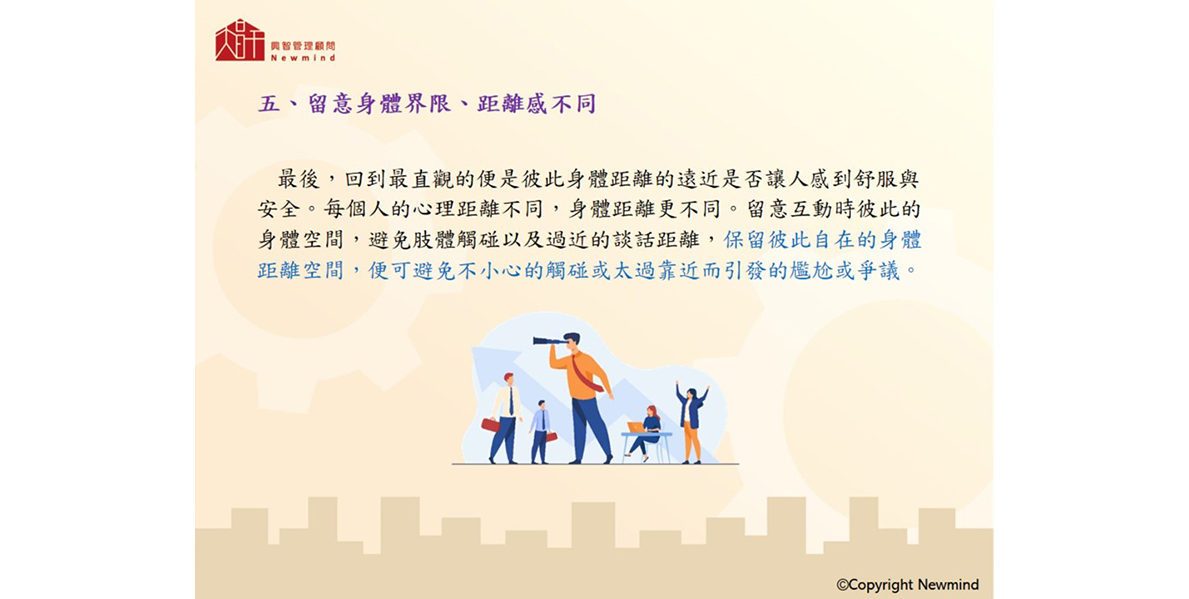 興智管理顧問
Newmind
五、留意身體界限、距離感不同
最後，回到最直觀的便是彼此身體距離的遠近是否讓人感到舒服與
安全。每個人的心理距離不同，身體距離更不同。留意互動時彼此的
身體空間，避免肢體觸碰以及過近的談話距離，保留彼此自在的身體
距離空間，便可避免不小心的觸碰或太過靠近而引發的尷尬或爭議。
©Copyright Newmind